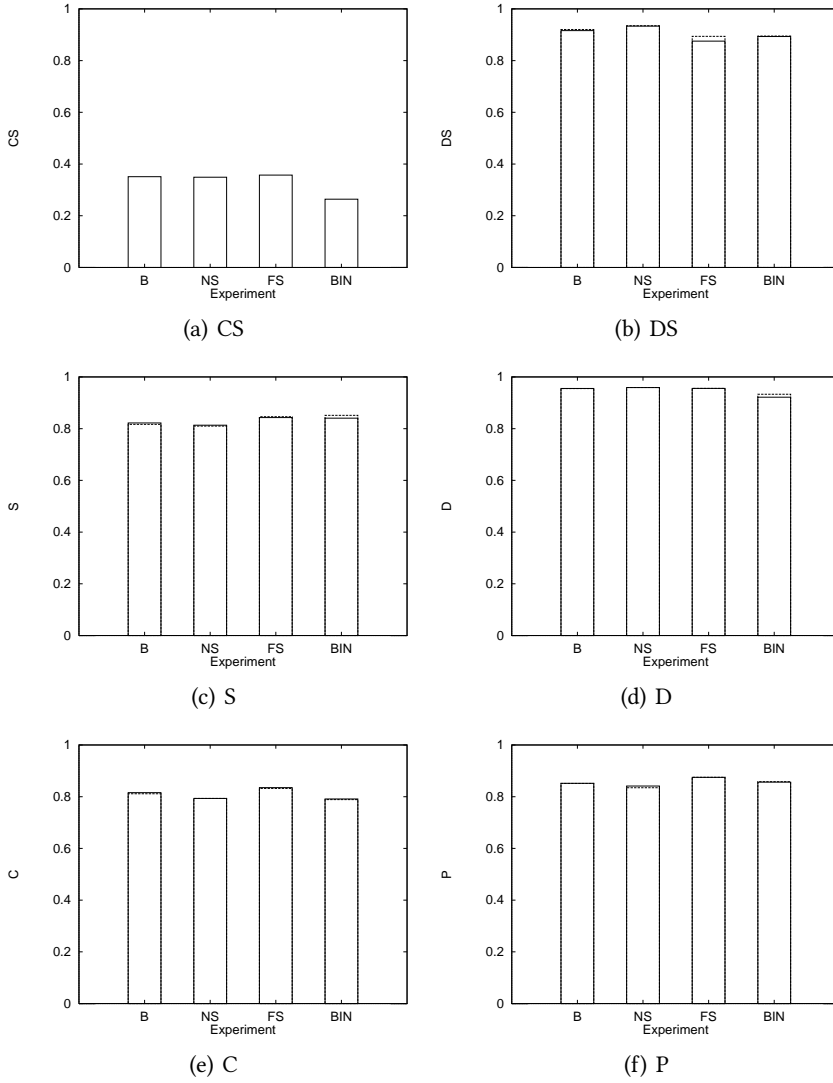 1
0.8
0.6
CS
0.4
0.2
0
B NS FS BIN
Experiment
(a) CS
1
0.8
0.6
DS
0.4
0.2
0
B NS FS BIN
Experiment
(b) DS
1
0.8
0.6
S
0.4
0.2
0
B NS FS BIN
Experiment
(c) S
1
0.8
0.6
D
0.4
0.2
0
B NS FS BIN
Experiment
(d) D
1
0.8
0.6
C
0.4
0.2
0
B NS FS BIN
Experiment
(e) C
1
0.8
0.6
P
0.4
0.2
0
B NS FS BIN
Experiment
(f) P